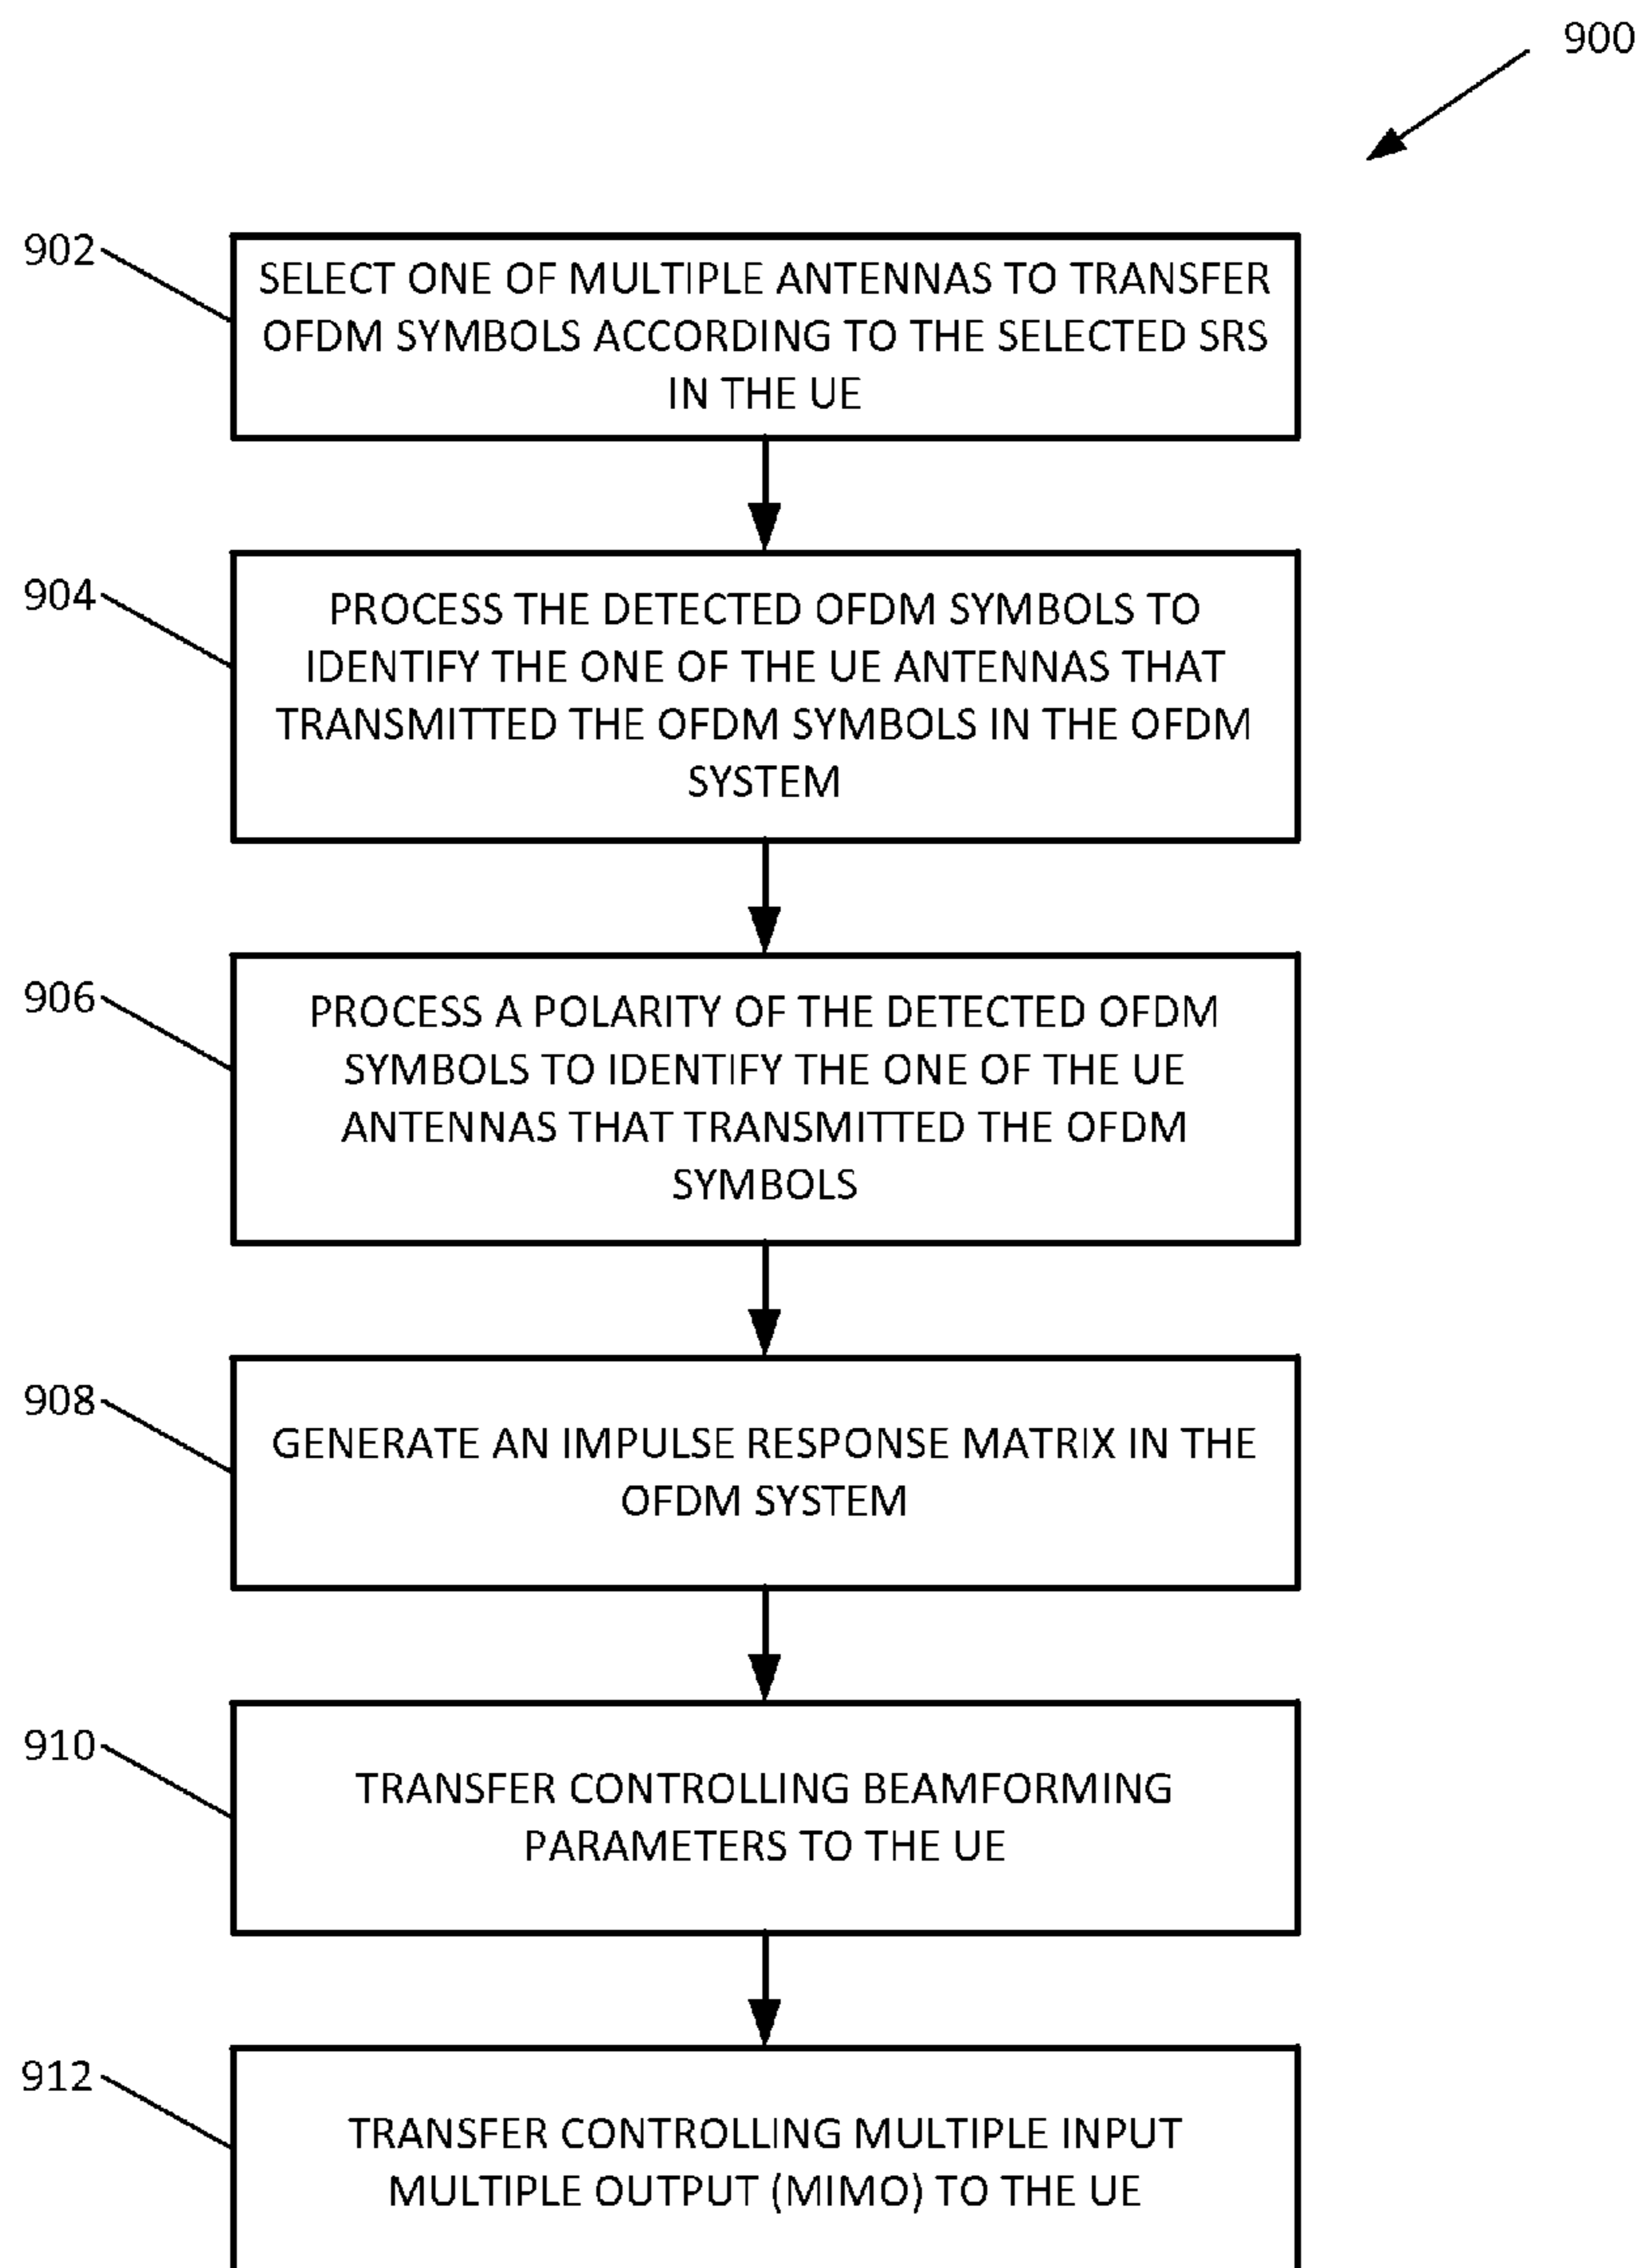 900
902
SELECT ONE OF MULTIPLE ANTENNAS TO TRANSFER
OFDM SYMBOLS ACCORDING TO THE SELECTED SRS
IN THE UE
904
PROCESS THE DETECTED OFDM SYMBOLS TO
IDENTIFY THE ONE OF THE UE ANTENNAS THAT
TRANSMITTED THE OFDM SYMBOLS IN THE OFDM
SYSTEM
906
PROCESS A POLARITY OF THE DETECTED OFDM
SYMBOLS TO IDENTIFY THE ONE OF THE UE
ANTENNAS THAT TRANSMITTED THE OFDM
SYMBOLS
908
GENERATE AN IMPULSE RESPONSE MATRIX IN THE
OFDM SYSTEM
910
TRANSFER CONTROLLING BEAMFORMING
PARAMETERS TO THE UE
912
TRANSFER CONTROLLING MULTIPLE INPUT
MULTIPLE OUTPUT (MIMO) TO THE UE